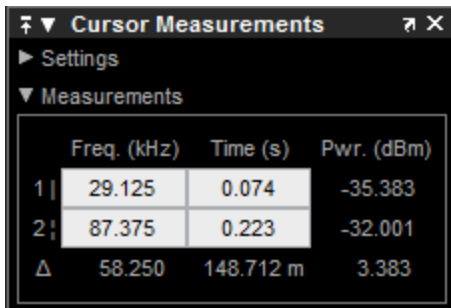 Cursor Measurements
Settings
Measurements
Freq. (kHz) Time (s) Pwr. (dBm)
1 | 29.125 0.074 -35.383
2 ¦ 87.375 0.223 -32.001
Δ 58.250 148.712 m 3.383